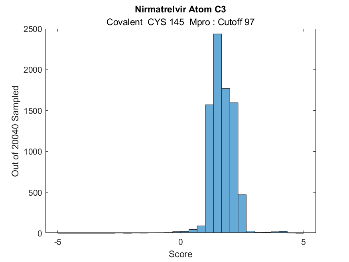 Nirmatrelvir Atom C3
Covalent CYS 145 Mpro : Cutoff 97
2500
2000
1500
1000
500
0
Out of 20040 Sampled
-5 0 5
Score